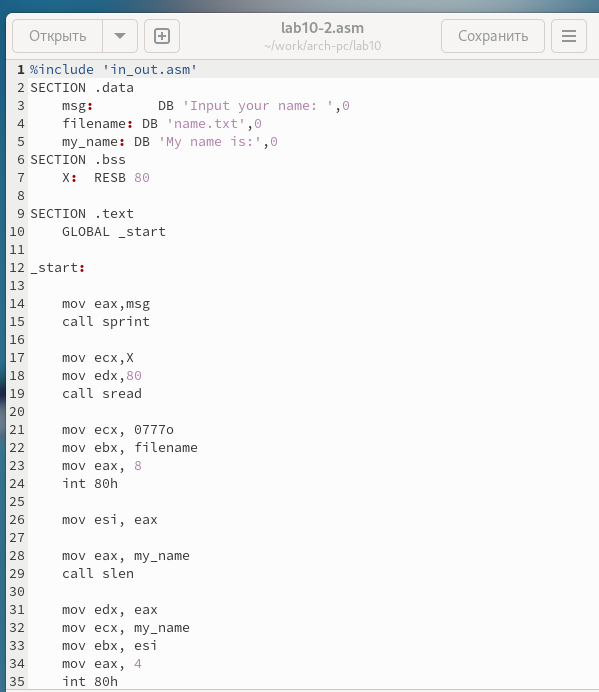 Открыть
lab10-2.asm
~/work/arch-pc/lab10
Сохранить
1 %include 'in_out.asm'
2 SECTION .data
3     msg:        DB 'Input your name: ',0
4     filename: DB 'name.txt',0
5     my_name: DB 'My name is:',0
6 SECTION .bss
7     X:  RESB 80
8
9 SECTION .text
10     GLOBAL _start
11
12 _start:
13
14     mov eax,msg
15     call sprint
16
17     mov ecx,X
18     mov edx,80
19     call sread
20
21     mov ecx, 0777o
22     mov ebx, filename
23     mov eax, 8
24     int 80h
25
26     mov esi, eax
27
28     mov eax, my_name
29     call slen
30
31     mov edx, eax
32     mov ecx, my_name
33     mov ebx, esi
34     mov eax, 4
35     int 80h